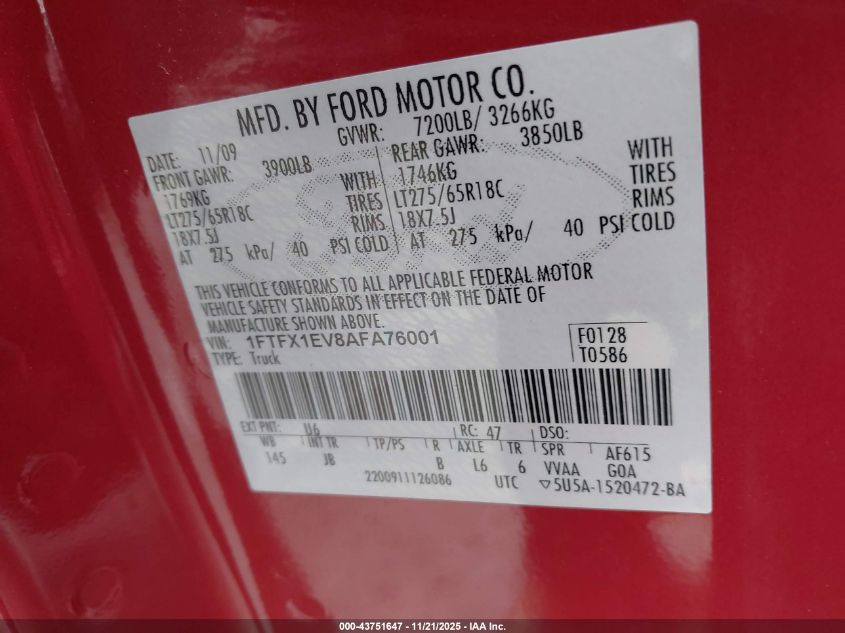 MFD. BY FORD MOTOR CO.
DATE: 11/09 GVWR: 7200LB/ 3266KG
FRONT GAWR: 3900LB REAR GAWR: 3850LB
1769KG WITH 1746KG WITH
LT275/65R18C TIRES LT275/65R18C TIRES
18X7.5J RIMS 18X7.5J RIMS
AT 275 kPa/ 40 PSI COLD AT 275 kPa/ 40 PSI COLD
THIS VEHICLE CONFORMS TO ALL APPLICABLE FEDERAL MOTOR
VEHICLE SAFETY STANDARDS IN EFFECT ON THE DATE OF
MANUFACTURE SHOWN ABOVE.
VIN: 1FTFX1EV8AFA76001 F0128
TYPE: Truck T0586
EXT PNT: U6 RC: 47 DSO:
WB INT TR TP/PS R AXLE TR SPR AF615
145 JB B L6 6 VVAA GOA
2200911126086 UTC ▽5U5A-1520472-BA
000-43751647 - 11/21/2025 - IAA Inc.